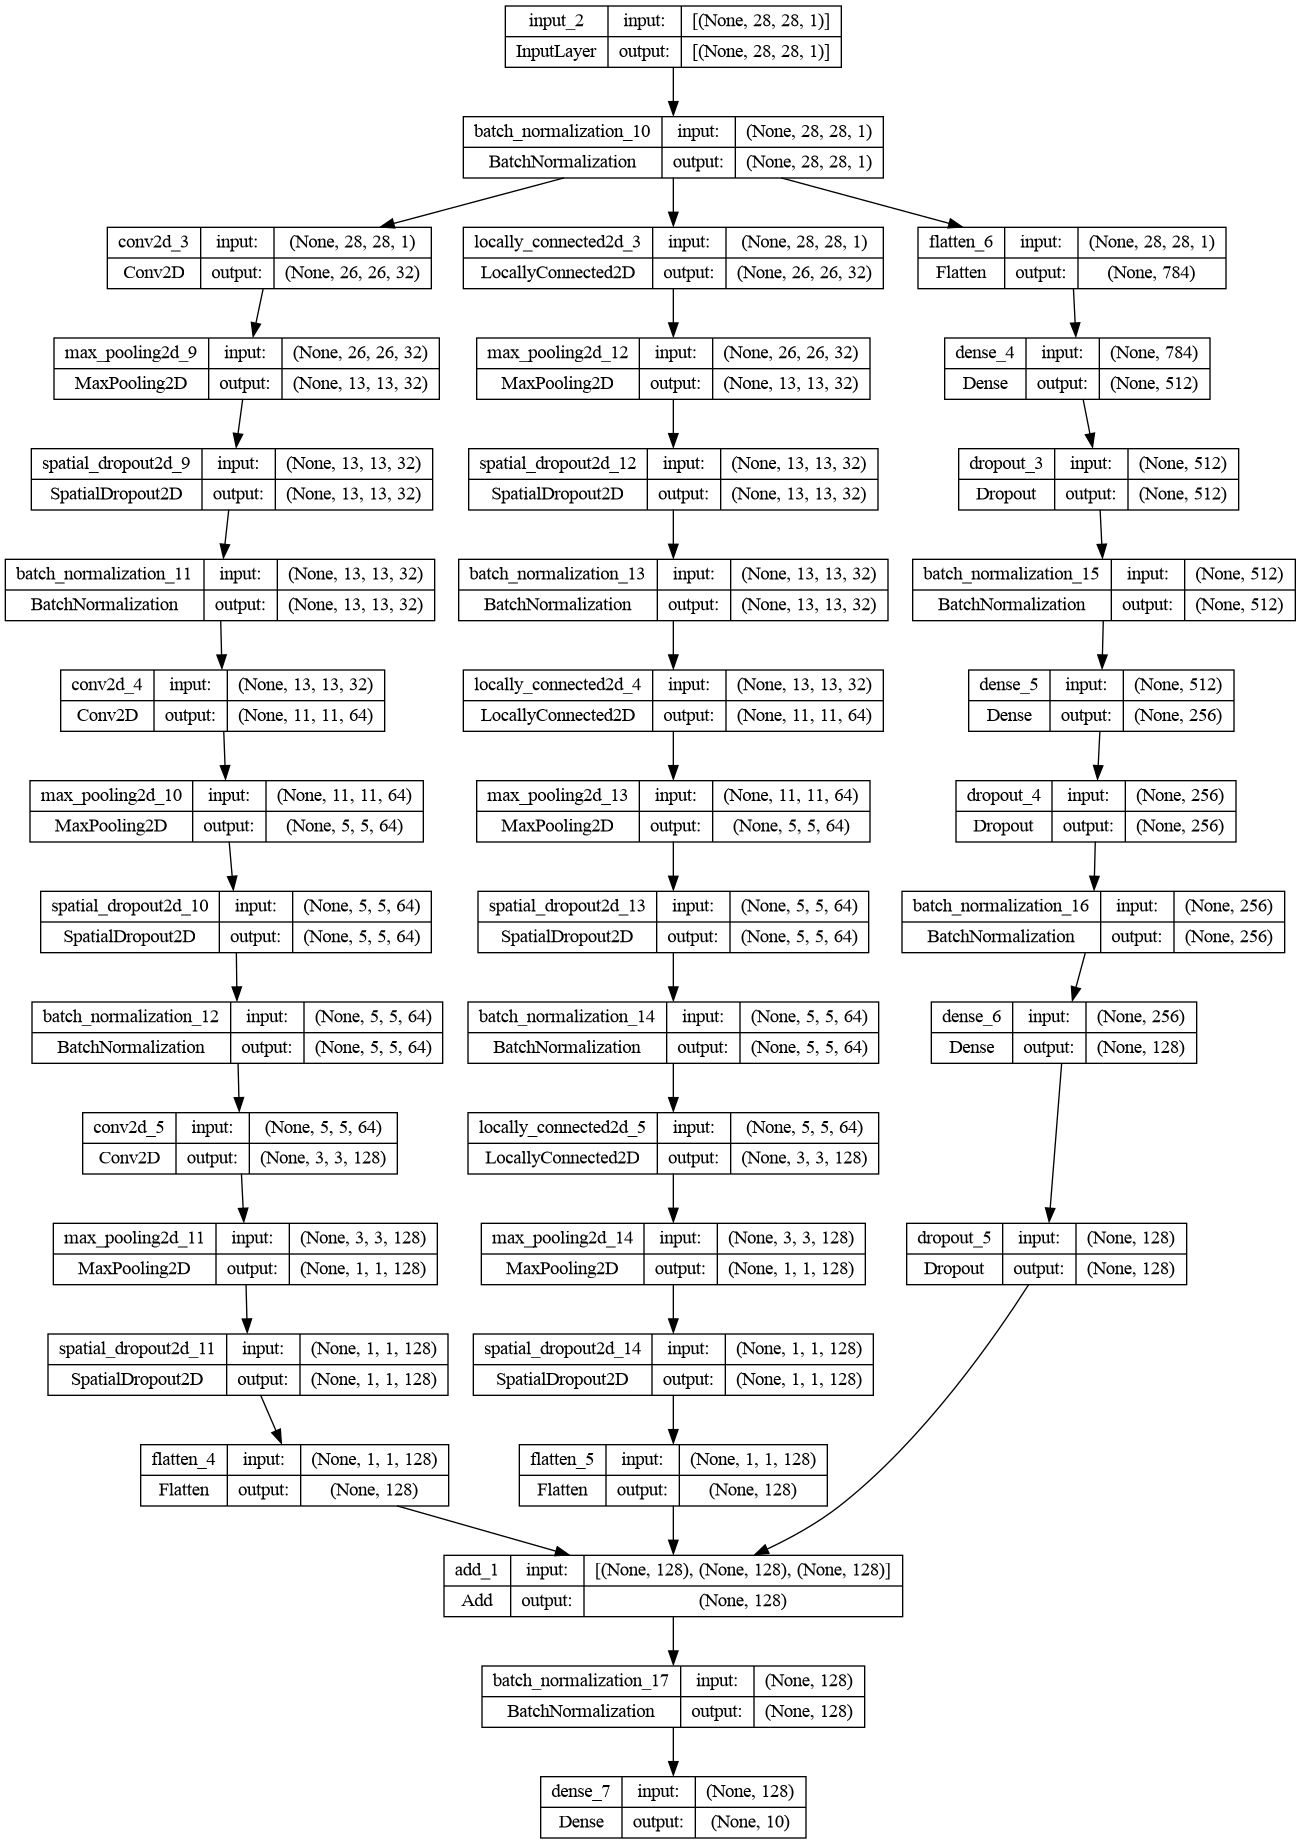 input_2 input: [(None, 28, 28, 1)]
InputLayer output: [(None, 28, 28, 1)]
batch_normalization_10 input: (None, 28, 28, 1)
BatchNormalization output: (None, 28, 28, 1)
conv2d_3 input: (None, 28, 28, 1)
Conv2D output: (None, 26, 26, 32)
locally_connected2d_3 input: (None, 28, 28, 1)
LocallyConnected2D output: (None, 26, 26, 32)
flatten_6 input: (None, 28, 28, 1)
Flatten output: (None, 784)
max_pooling2d_9 input: (None, 26, 26, 32)
MaxPooling2D output: (None, 13, 13, 32)
max_pooling2d_12 input: (None, 26, 26, 32)
MaxPooling2D output: (None, 13, 13, 32)
dense_4 input: (None, 784)
Dense output: (None, 512)
spatial_dropout2d_9 input: (None, 13, 13, 32)
SpatialDropout2D output: (None, 13, 13, 32)
spatial_dropout2d_12 input: (None, 13, 13, 32)
SpatialDropout2D output: (None, 13, 13, 32)
dropout_3 input: (None, 512)
Dropout output: (None, 512)
batch_normalization_11 input: (None, 13, 13, 32)
BatchNormalization output: (None, 13, 13, 32)
batch_normalization_13 input: (None, 13, 13, 32)
BatchNormalization output: (None, 13, 13, 32)
batch_normalization_15 input: (None, 512)
BatchNormalization output: (None, 512)
conv2d_4 input: (None, 13, 13, 32)
Conv2D output: (None, 11, 11, 64)
locally_connected2d_4 input: (None, 13, 13, 32)
LocallyConnected2D output: (None, 11, 11, 64)
dense_5 input: (None, 512)
Dense output: (None, 256)
max_pooling2d_10 input: (None, 11, 11, 64)
MaxPooling2D output: (None, 5, 5, 64)
max_pooling2d_13 input: (None, 11, 11, 64)
MaxPooling2D output: (None, 5, 5, 64)
dropout_4 input: (None, 256)
Dropout output: (None, 256)
spatial_dropout2d_10 input: (None, 5, 5, 64)
SpatialDropout2D output: (None, 5, 5, 64)
spatial_dropout2d_13 input: (None, 5, 5, 64)
SpatialDropout2D output: (None, 5, 5, 64)
batch_normalization_16 input: (None, 256)
BatchNormalization output: (None, 256)
batch_normalization_12 input: (None, 5, 5, 64)
BatchNormalization output: (None, 5, 5, 64)
batch_normalization_14 input: (None, 5, 5, 64)
BatchNormalization output: (None, 5, 5, 64)
dense_6 input: (None, 256)
Dense output: (None, 128)
conv2d_5 input: (None, 5, 5, 64)
Conv2D output: (None, 3, 3, 128)
locally_connected2d_5 input: (None, 5, 5, 64)
LocallyConnected2D output: (None, 3, 3, 128)
max_pooling2d_11 input: (None, 3, 3, 128)
MaxPooling2D output: (None, 1, 1, 128)
max_pooling2d_14 input: (None, 3, 3, 128)
MaxPooling2D output: (None, 1, 1, 128)
dropout_5 input: (None, 128)
Dropout output: (None, 128)
spatial_dropout2d_11 input: (None, 1, 1, 128)
SpatialDropout2D output: (None, 1, 1, 128)
spatial_dropout2d_14 input: (None, 1, 1, 128)
SpatialDropout2D output: (None, 1, 1, 128)
flatten_4 input: (None, 1, 1, 128)
Flatten output: (None, 128)
flatten_5 input: (None, 1, 1, 128)
Flatten output: (None, 128)
add_1 input: [(None, 128), (None, 128), (None, 128)]
Add output: (None, 128)
batch_normalization_17 input: (None, 128)
BatchNormalization output: (None, 128)
dense_7 input: (None, 128)
Dense output: (None, 10)